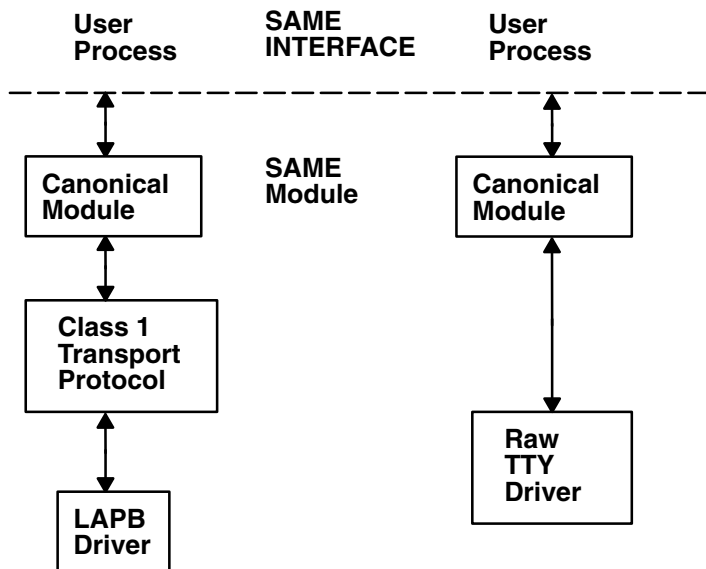 User
Process
SAME
INTERFACE
User
Process
Canonical
Module
SAME
Module
Canonical
Module
Class 1
Transport
Protocol
Raw
TTY
Driver
LAPB
Driver